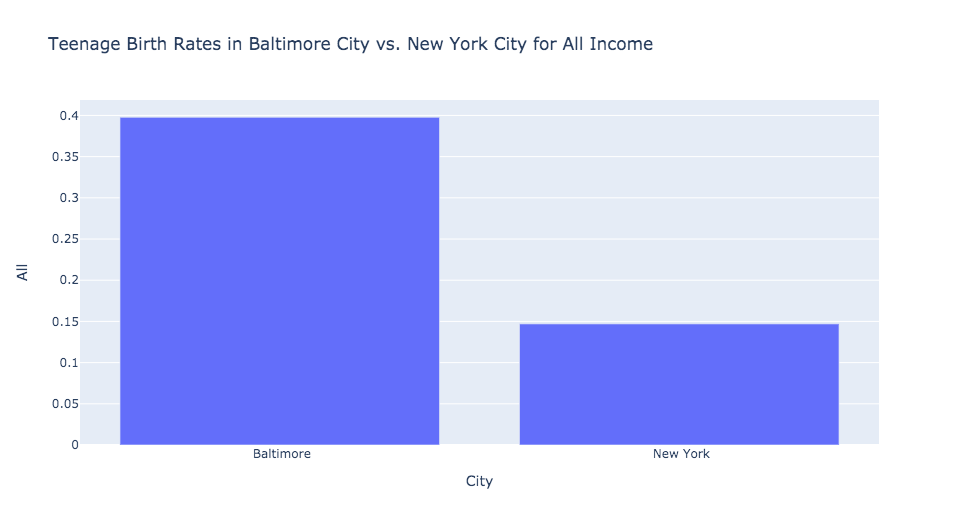 Teenage Birth Rates in Baltimore City vs. New York City for All Income
0.4
0.35
0.3
0.25
0.2
0.15
0.1
0.05
0
All
Baltimore
New York
City